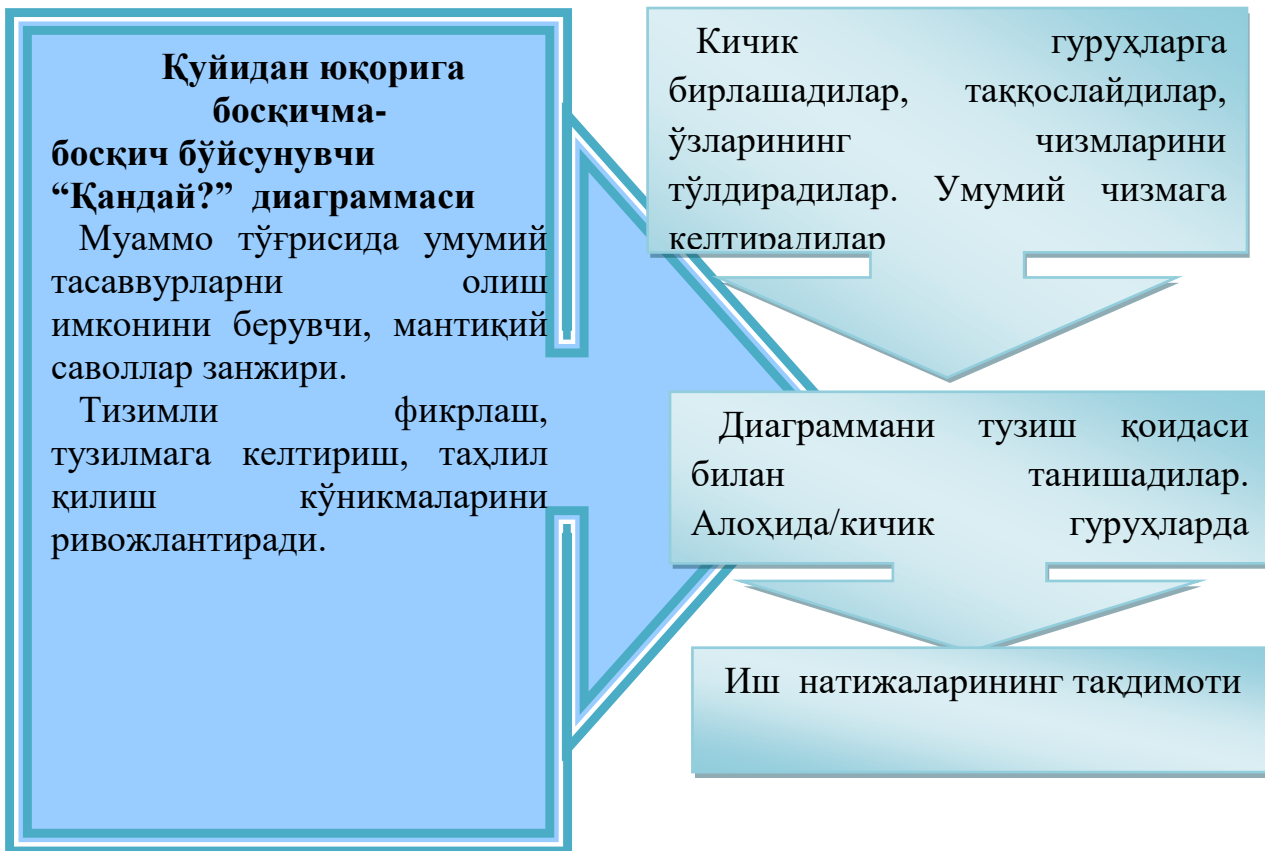 Қуйидан юқорига
босқичма-
босқич бўйсунувчи
“Қандай?” диаграммаси
Муаммо тўғрисида умумий
тасаввурларни олиш
имконини берувчи, мантиқий
саволлар занжири.
Тизимли фикрлаш,
тузилмага келтириш, таҳлил
қилиш кўникмаларини
ривожлантиради.
Кичик гуруҳларга
бирлашадилар, таққослайдилар,
ўзларининг чизмларини
тўлдирадилар. Умумий чизмага
келтирадилар
Диаграммани тузиш қоидаси
билан танишадилар.
Алоҳида/кичик гуруҳларда
Иш натижаларининг тақдимоти